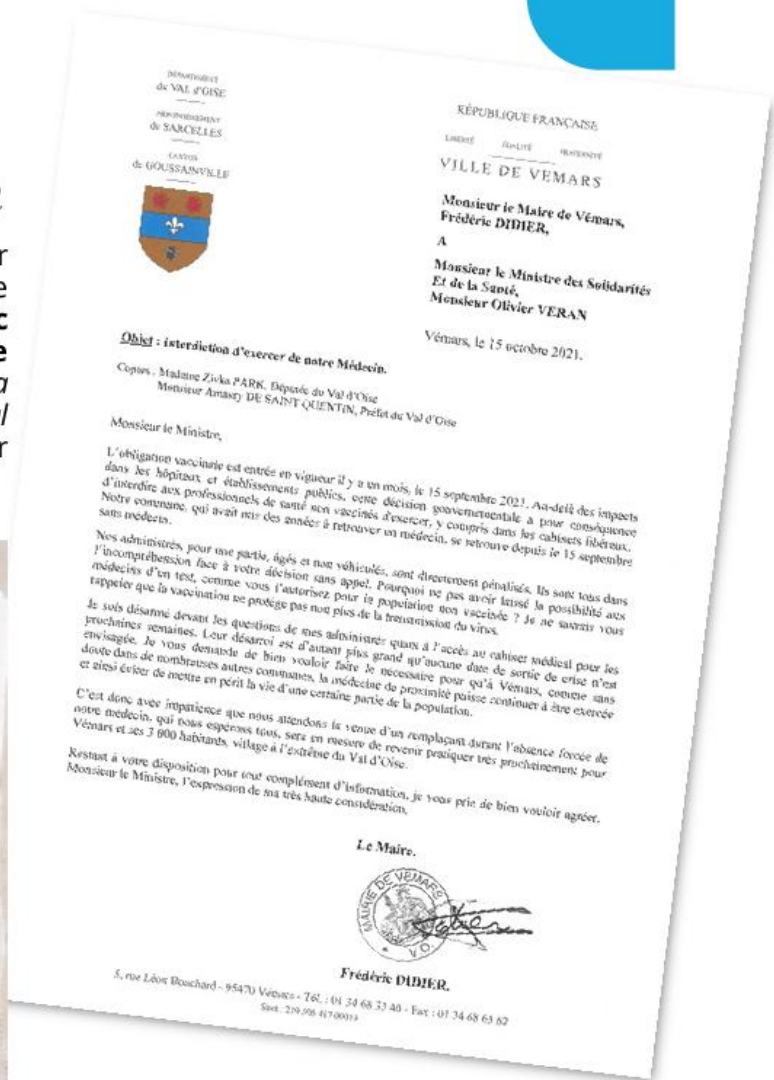 DÉPARTEMENT
du VAL d'OISE
ARRONDISSEMENT
de SARCELLES
CANTON
de GOUSSAINVILLE
RÉPUBLIQUE FRANÇAISE
LIBERTÉ ÉGALITÉ FRATERNITÉ
VILLE DE VEMARS
Monsieur le Maire de Vémars,
Frédéric DIDIER,
A
Monsieur le Ministre des Solidarités
Et de la Santé,
Monsieur Olivier VERAN
Vémars, le 15 octobre 2021.
Objet : interdiction d'exercer de notre Médecin.
Copies : Madame Zivka PARK, Députée du Val d'Oise
Monsieur Amaury DE SAINT-QUENTIN, Préfet du Val d'Oise
Monsieur le Ministre,
L'obligation vaccinale est entrée en vigueur il y a un mois, le 15 septembre 2021. Au-delà des impacts
dans les hôpitaux et établissements publics, cette décision gouvernementale a pour conséquence
d'interdire aux professionnels de santé non vaccinés d'exercer, y compris dans les cabinets libéraux.
Notre commune, qui avait mis des années à retrouver un médecin, se retrouve depuis le 15 septembre
sans médecin.
Nos administrés, pour une partie, âgés et non véhiculés, sont directement pénalisés. Ils sont tous dans
l'incompréhension face à votre décision sans appel. Pourquoi ne pas avoir laissé la possibilité aux
médecins d'un test, comme vous l'autorisez pour la population non vaccinée ? Je ne saurais vous
rappeler que la vaccination ne protège pas non plus de la transmission du virus.
Je suis désarmé devant les questions de mes administrés quant à l'accès au cabinet médical pour les
prochaines semaines. Leur désarroi est d'autant plus grand qu'aucune date de sortie de crise n'est
envisagée. Je vous demande de bien vouloir faire le nécessaire pour qu'à Vémars, comme sans
doute dans de nombreuses autres communes, la médecine de proximité puisse continuer à être exercée
et ainsi éviter de mettre en péril la vie d'une certaine partie de la population.
C'est donc avec impatience que nous attendons la venue d'un remplaçant durant l'absence forcée de
notre médecin, qui nous espérons tous, sera en mesure de revenir pratiquer très prochainement pour
Vémars et ses 3 000 habitants, village à l'extrême du Val d'Oise.
Restant à votre disposition pour tout complément d'information, je vous prie de bien vouloir agréer,
Monsieur le Ministre, l'expression de ma très haute considération.
Le Maire.
MAIRIE DE VEMARS
V.O.
Frédéric DIDIER.
5, rue Léon Bouchard - 95470 Vémars - Tél. : 01 34 68 33 40 - Fax : 01 34 68 63 62
r
e
c
e
a
l
r